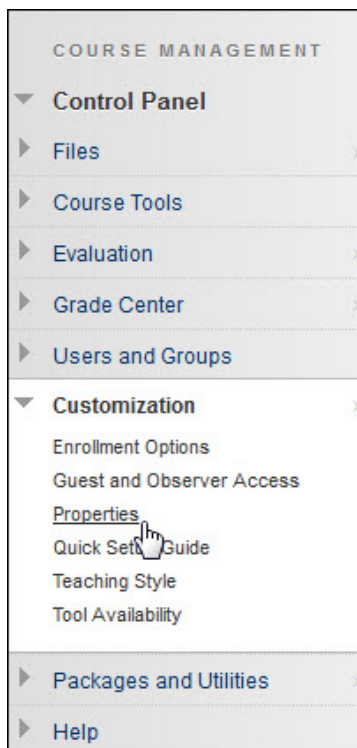 COURSE MANAGEMENT
Control Panel
Files
Course Tools
Evaluation
Grade Center
Users and Groups
Customization
Enrollment Options
Guest and Observer Access
Properties
Quick Setup Guide
Teaching Style
Tool Availability
Packages and Utilities
Help